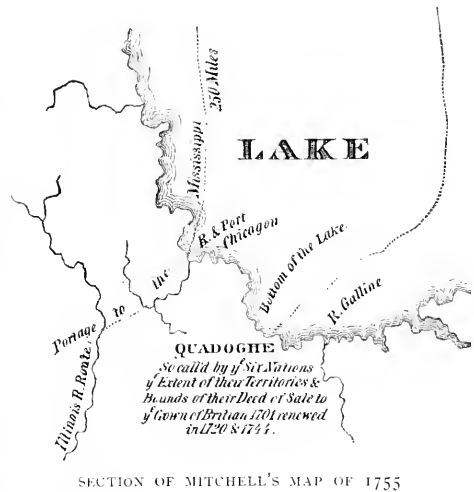 250 Miles
LAKE
Mississippi
R. & Port
Chicagou
Bottom of the Lake.
R. Galline
Portage to the
Illinois R. Route.
QUADOGHE
So call'd by yᵉ Six Nations
yᵉ Extent of their Territories &
Bounds of their Deed of Sale to
yᵉ Crown of Britian 1701 renewed
in 1720 & 1744.
SECTION OF MITCHELL'S MAP OF 1755